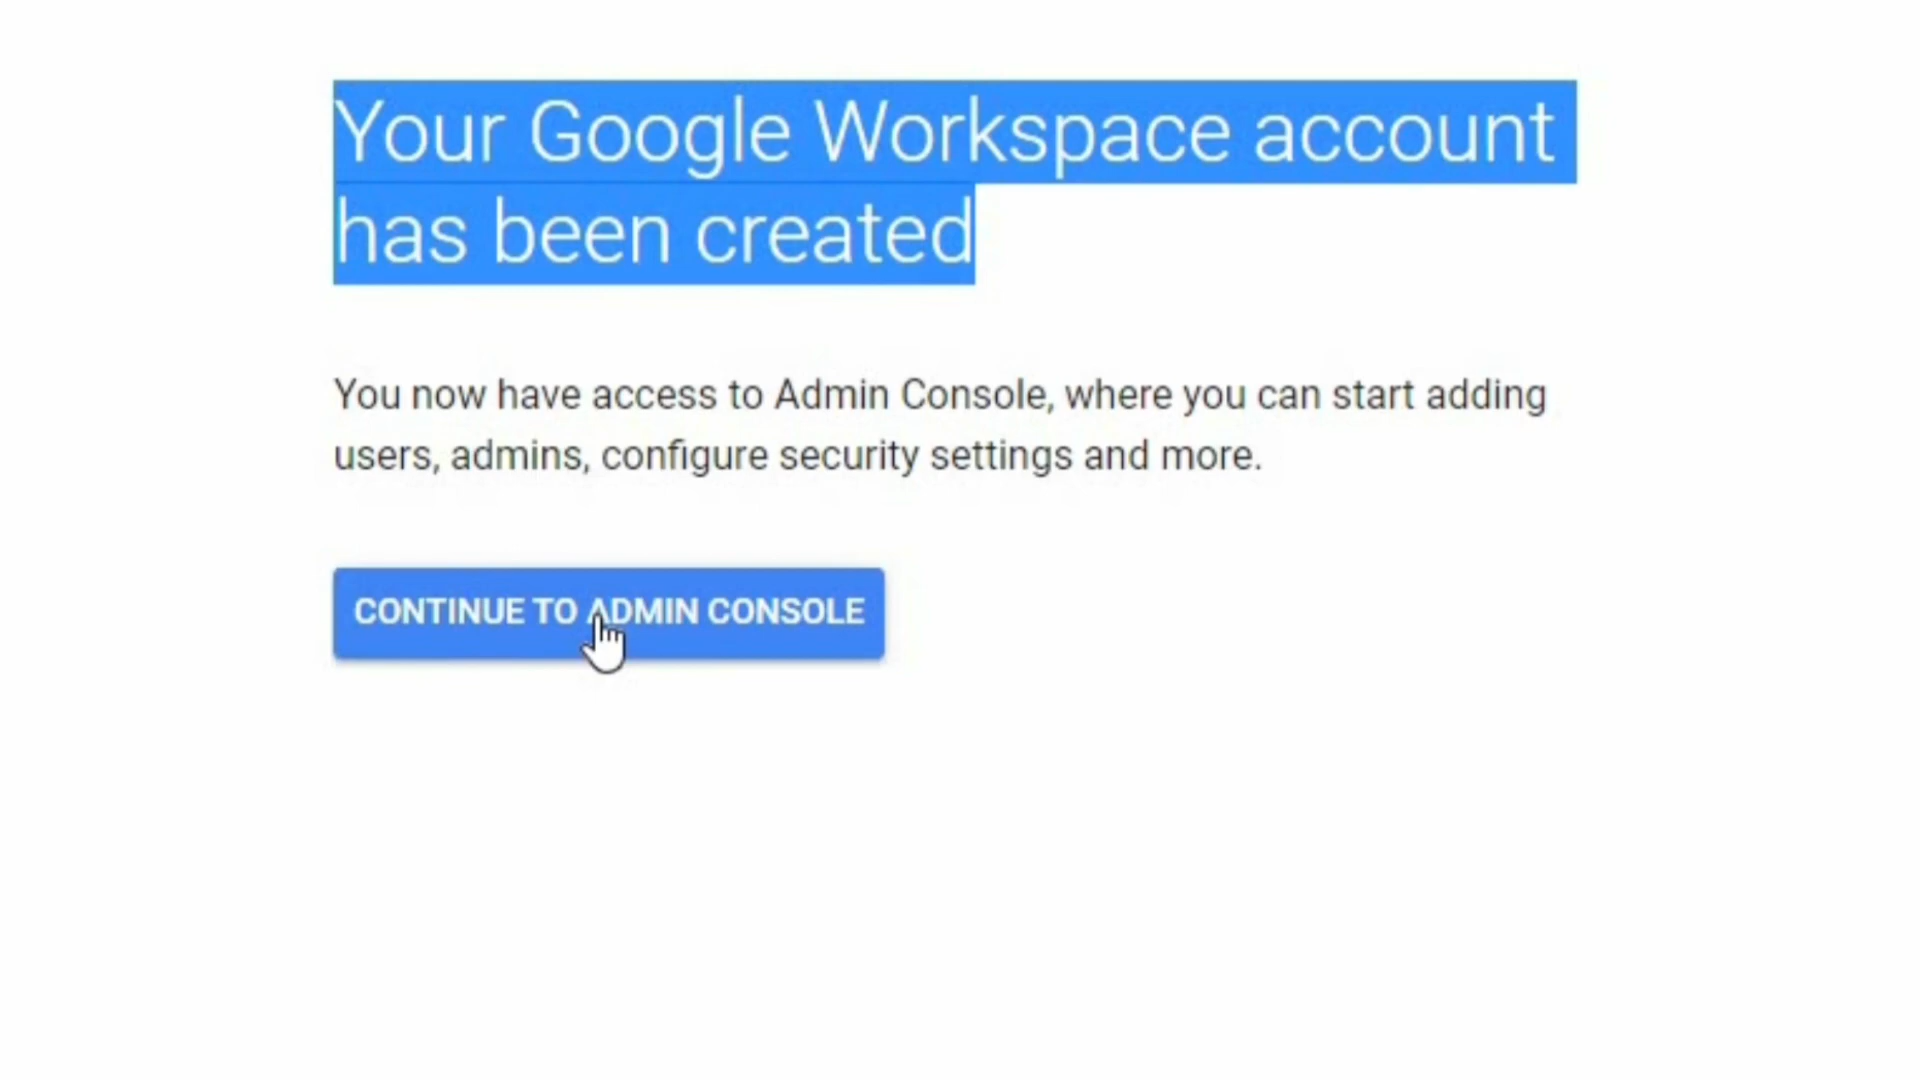 Your Google Workspace account
has been created
You now have access to Admin Console, where you can start adding
users, admins, configure security settings and more.
CONTINUE TO ADMIN CONSOLE